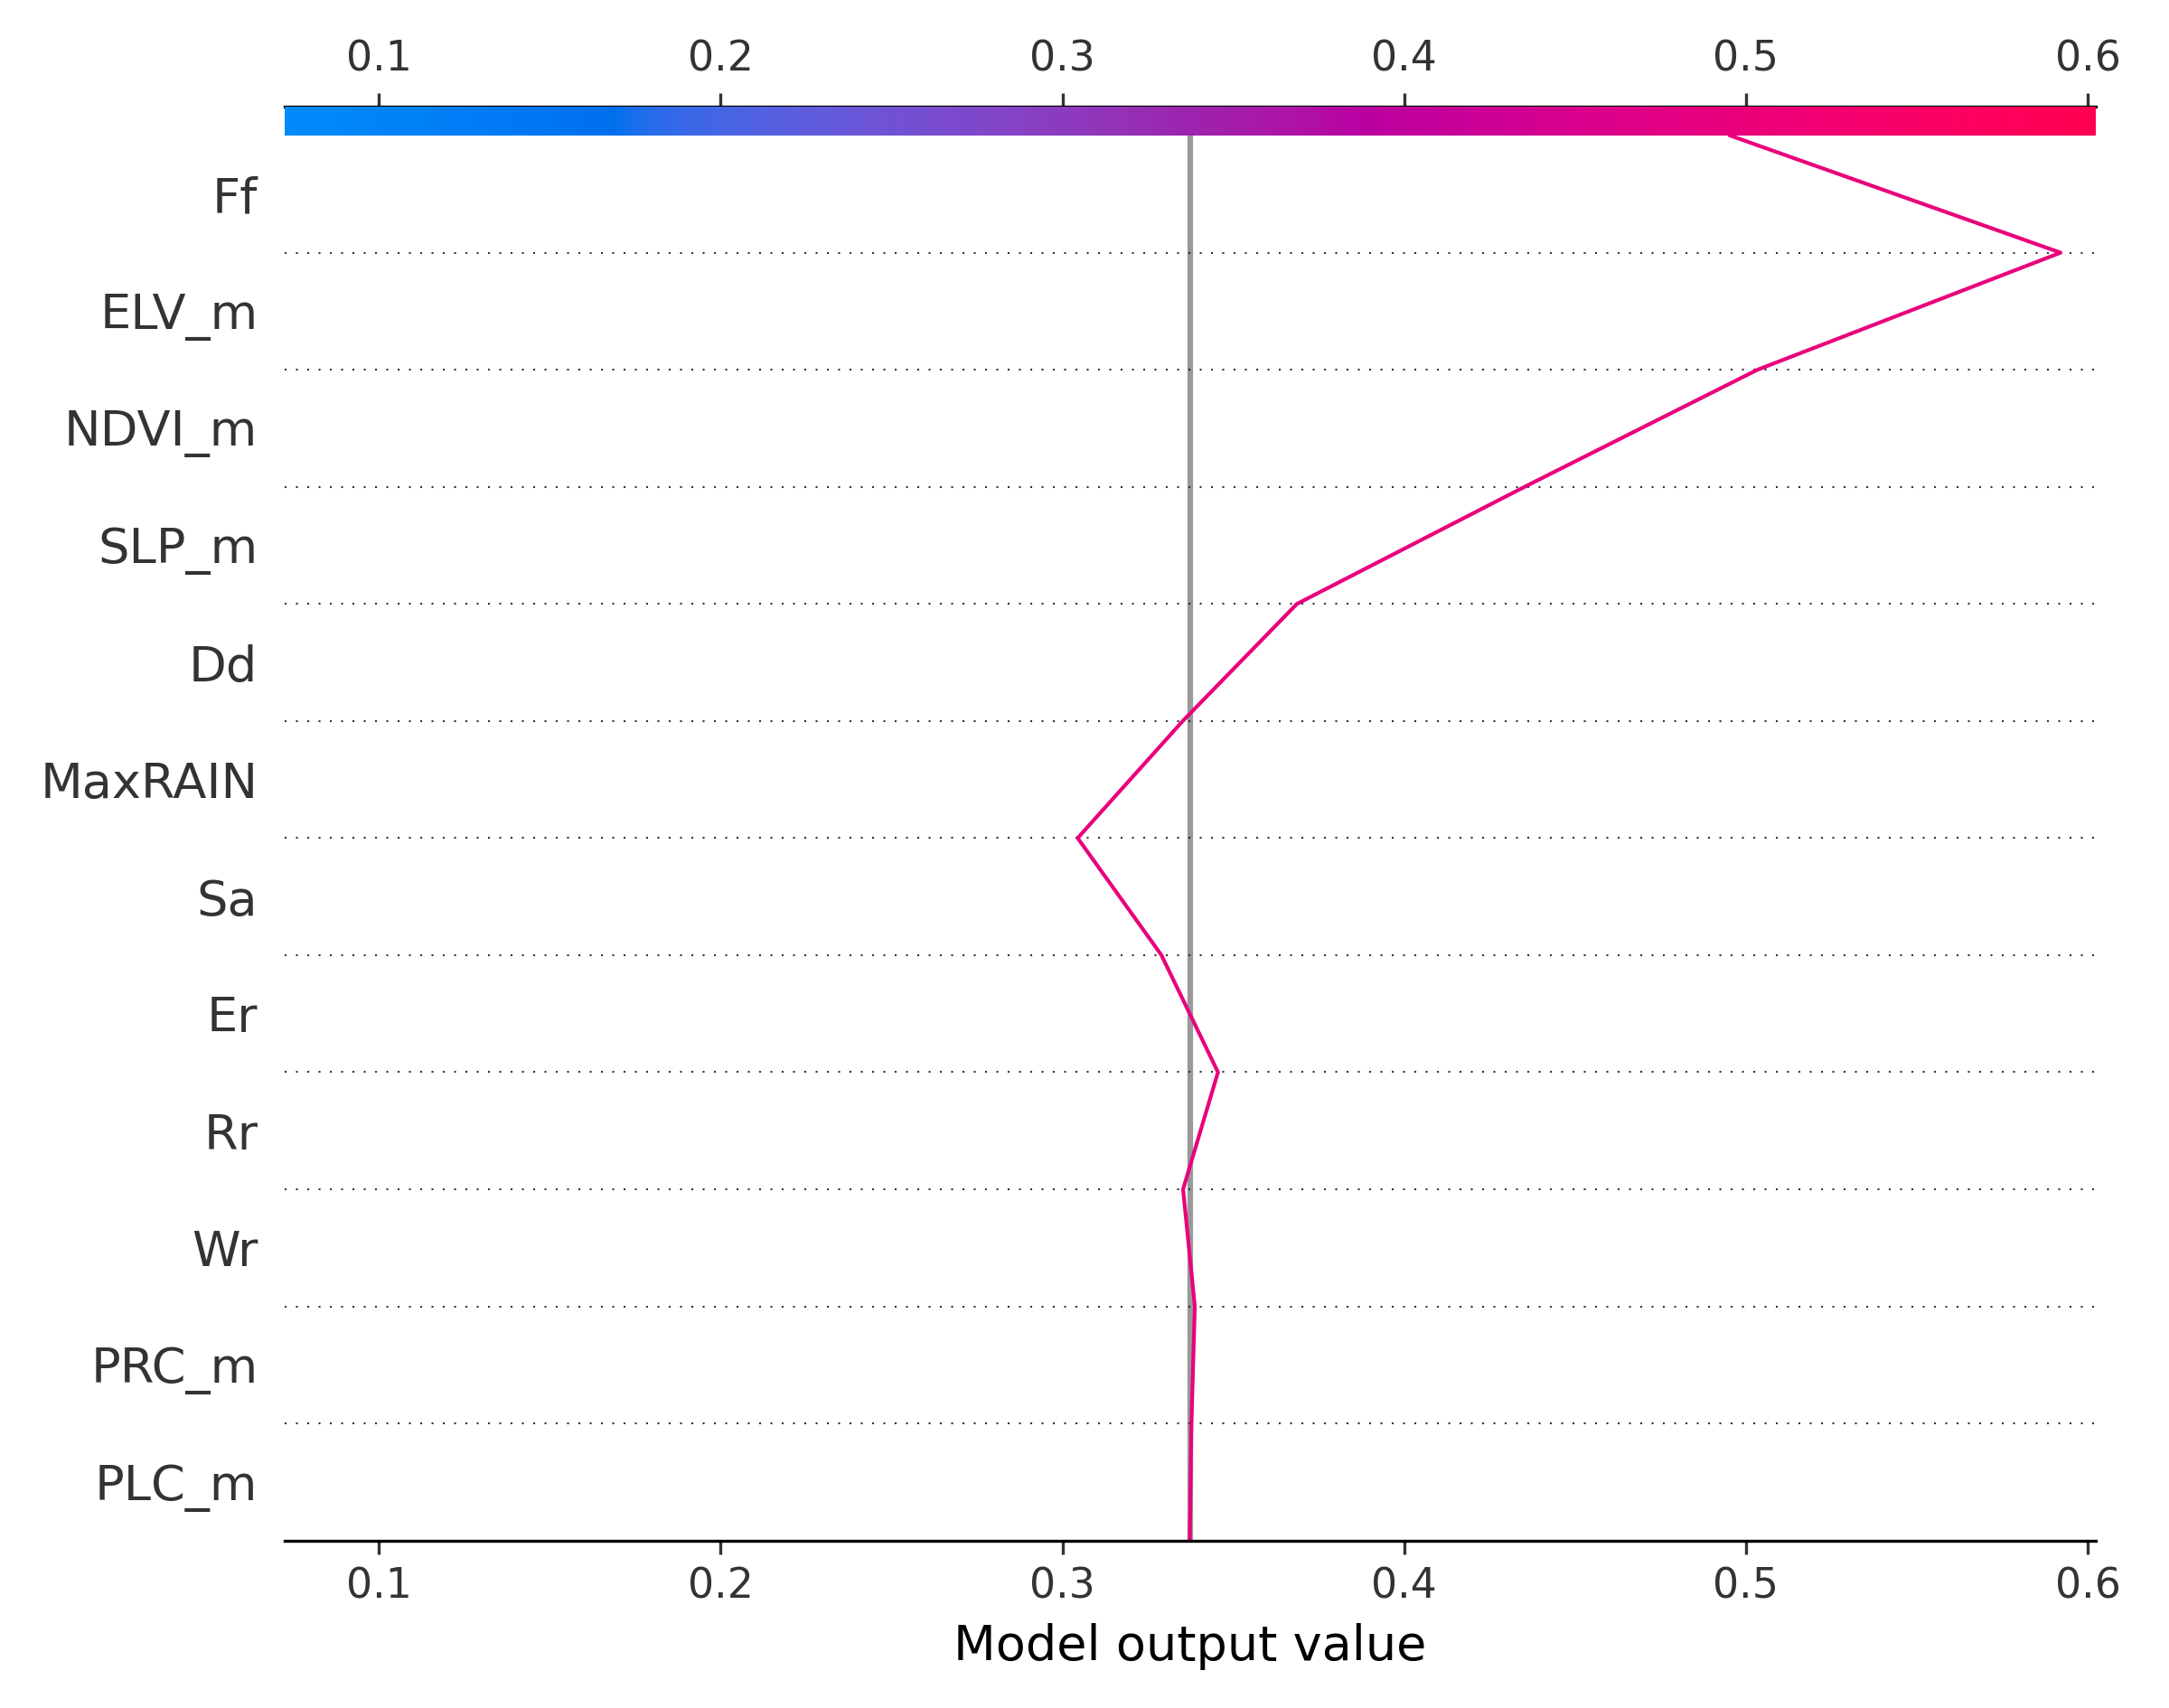 0.1 0.2 0.3 0.4 0.5 0.6
Ff
ELV_m
NDVI_m
SLP_m
Dd
MaxRAIN
Sa
Er
Rr
Wr
PRC_m
PLC_m
0.1 0.2 0.3 0.4 0.5 0.6
Model output value